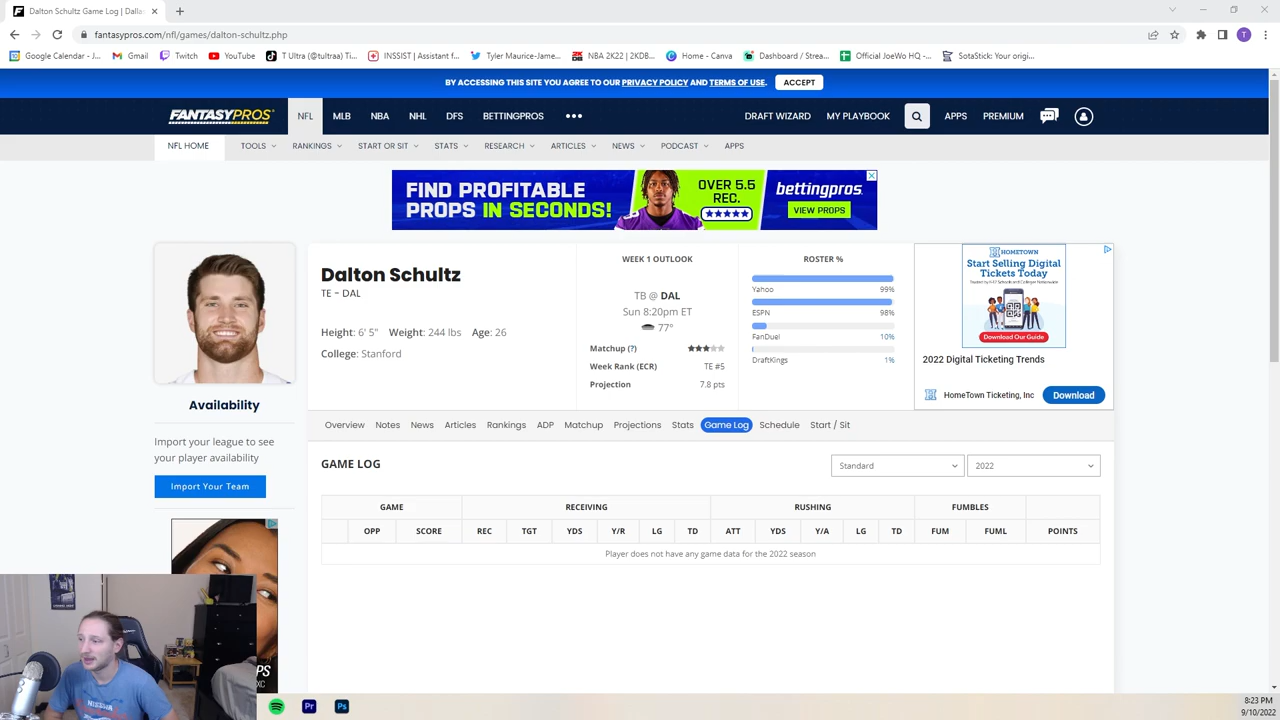 Dalton Schultz Game Log | Dalla
fantasypros.com/nfl/games/dalton-schultz.php
Google Calendar - J... Gmail Twitch YouTube T Ultra (@tultraa) Ti... INSSIST | Assistant f... Tyler Maurice-Jame... NBA 2K22 | 2KDB... Home - Canva Dashboard / Strea... Official JoeWo HQ -... SotaStick: Your origi...
BY ACCESSING THIS SITE YOU AGREE TO OUR PRIVACY POLICY AND TERMS OF USE. ACCEPT
FANTASYPROS NFL MLB NBA NHL DFS BETTINGPROS ••• DRAFT WIZARD MY PLAYBOOK APPS PREMIUM
NFL HOME TOOLS RANKINGS START OR SIT STATS RESEARCH ARTICLES NEWS PODCAST APPS
FIND PROFITABLE
PROPS IN SECONDS!
OVER 5.5
REC.
bettingpros
VIEW PROPS
Dalton Schultz
TE - DAL
Height: 6' 5" Weight: 244 lbs Age: 26
College: Stanford
WEEK 1 OUTLOOK
TB @ DAL
Sun 8:20pm ET
77°
Matchup (?) ★★★★★
Week Rank (ECR) TE #5
Projection 7.8 pts
ROSTER %
Yahoo 99%
ESPN 98%
FanDuel 10%
DraftKings 1%
HOMETOWN
Start Selling Digital
Tickets Today
Download Our Guide
2022 Digital Ticketing Trends
HomeTown Ticketing, Inc Download
Availability
Import your league to see
your player availability
Import Your Team
Overview Notes News Articles Rankings ADP Matchup Projections Stats Game Log Schedule Start / Sit
GAME LOG Standard 2022
GAME RECEIVING RUSHING FUMBLES
OPP SCORE REC TGT YDS Y/R LG TD ATT YDS Y/A LG TD FUM FUML POINTS
Player does not have any game data for the 2022 season
PS
XC
Pr Ps
8:23 PM
9/10/2022